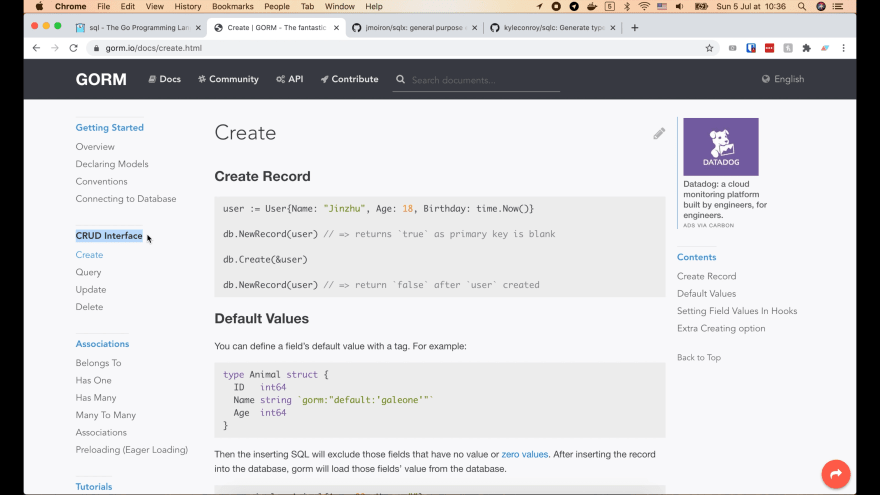 Chrome File Edit View History Bookmarks People Tab Window Help
Sun 5 Jul at 10:36
sql - The Go Programming Lan
Create | GORM - The fantastic
jmoiron/sqlx: general purpose
kyleconroy/sqlc: Generate type
gorm.io/docs/create.html
GORM
Docs
Community
API
Contribute
Search documents...
English
Getting Started
Overview
Declaring Models
Conventions
Connecting to Database
CRUD Interface
Create
Query
Update
Delete
Associations
Belongs To
Has One
Has Many
Many To Many
Associations
Preloading (Eager Loading)
Tutorials
Create
Create Record
user := User{Name: "Jinzhu", Age: 18, Birthday: time.Now()}
db.NewRecord(user) // => returns `true` as primary key is blank
db.Create(&user)
db.NewRecord(user) // => return `false` after `user` created
Default Values
You can define a field's default value with a tag. For example:
type Animal struct {
ID int64
Name string `gorm:"default:'galeone'"`
Age int64
}
Then the inserting SQL will exclude those fields that have no value or zero values. After inserting the record
into the database, gorm will load those fields' value from the database.
DATADOG
Datadog: a cloud
monitoring platform
built by engineers, for
engineers.
ADS VIA CARBON
Contents
Create Record
Default Values
Setting Field Values In Hooks
Extra Creating option
Back to Top